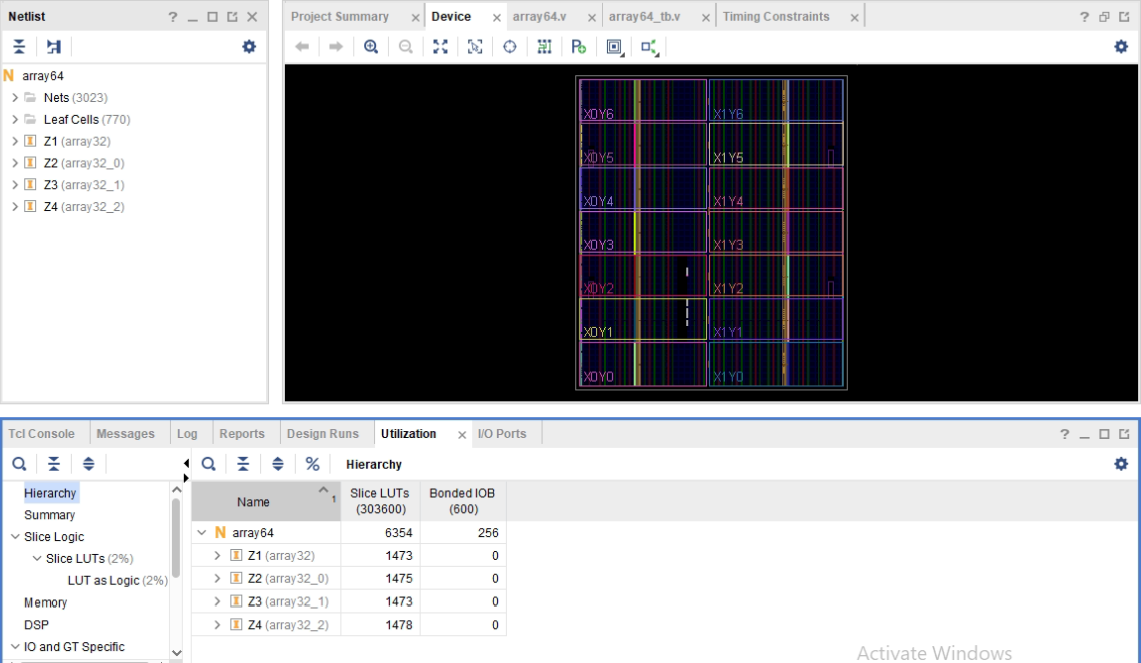 Netlist ? _
Project Summary × Device × array64.v × array64_tb.v × Timing Constraints × ?
N array64
Nets (3023)
Leaf Cells (770)
Z1 (array32)
Z2 (array32_0)
Z3 (array32_1)
Z4 (array32_2)
X0Y6 X1Y6
X0Y5 X1Y5
X0Y4 X1Y4
X0Y3 X1Y3
X0Y2 X1Y2
X0Y1 X1Y1
X0Y0 X1Y0
Tcl Console Messages Log Reports Design Runs Utilization × I/O Ports ? _
% Hierarchy
Hierarchy
Summary
Slice Logic
Slice LUTs (2%)
LUT as Logic (2%)
Memory
DSP
IO and GT Specific
Name 1 Slice LUTs (303600) Bonded IOB (600)
N array64 6354 256
Z1 (array32) 1473 0
Z2 (array32_0) 1475 0
Z3 (array32_1) 1473 0
Z4 (array32_2) 1478 0
Activate Windows